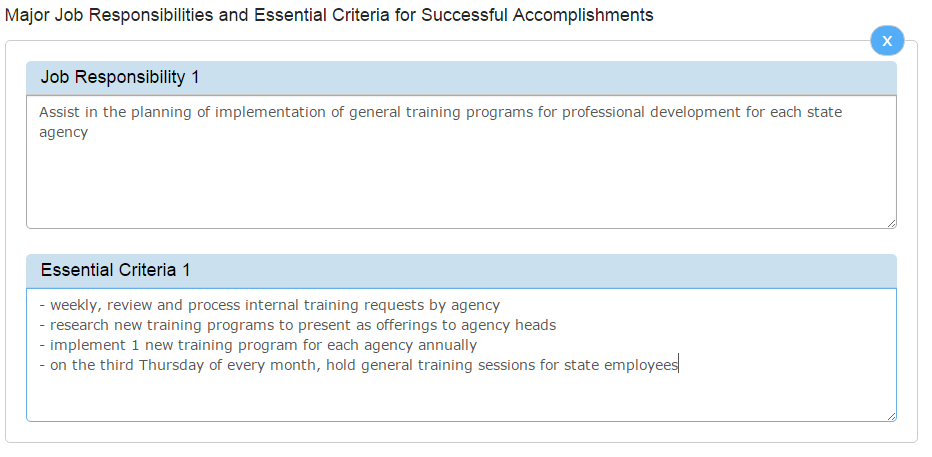 Major Job Responsibilities and Essential Criteria for Successful Accomplishments
X
Job Responsibility 1
Assist in the planning of implementation of general training programs for professional development for each state
agency
Essential Criteria 1
- weekly, review and process internal training requests by agency
- research new training programs to present as offerings to agency heads
- implement 1 new training program for each agency annually
- on the third Thursday of every month, hold general training sessions for state employees